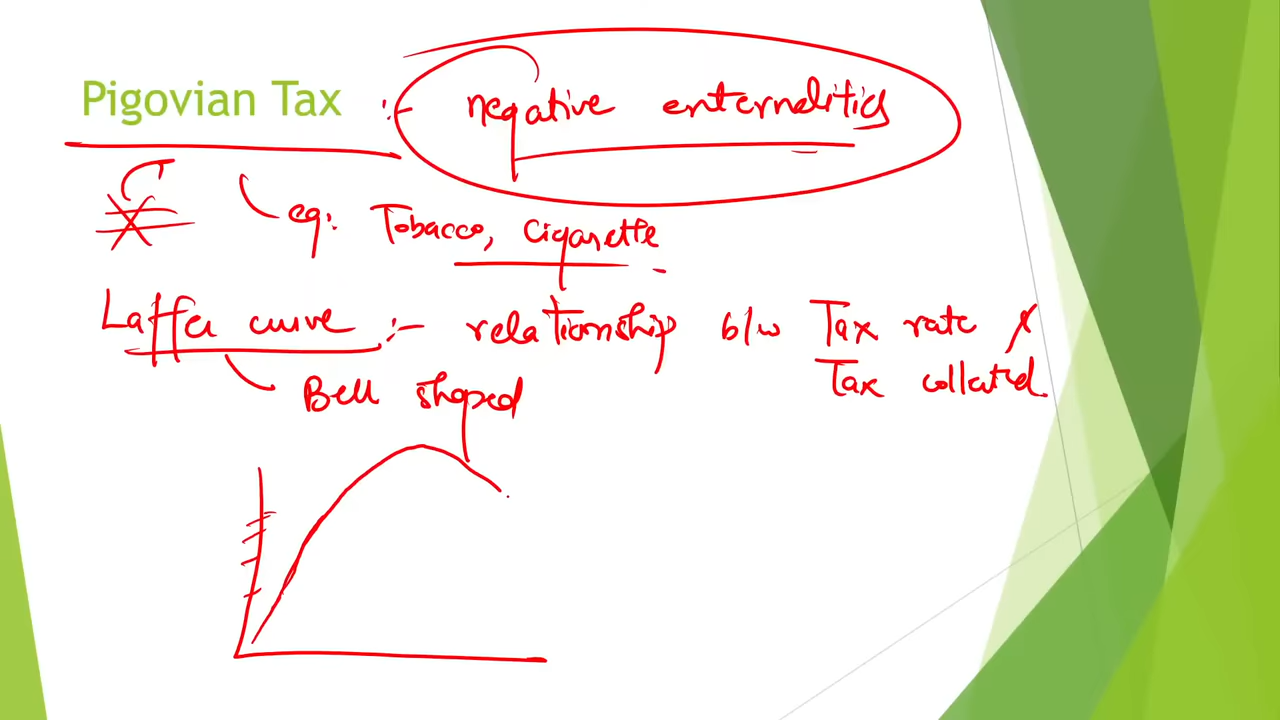 Pigovian Tax :- negative externalities
eg: Tobacco, Cigarette
Laffer curve :- relationship b/w Tax rate &
Tax collected.
Bell shaped